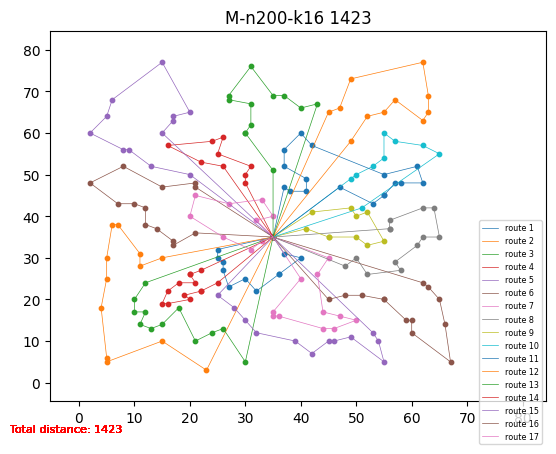 M-n200-k16 1423
80
70
60
50
40
30
20
10
0
0 10 20 30 40 50 60 70 80
route 1
route 2
route 3
route 4
route 5
route 6
route 7
route 8
route 9
route 10
route 11
route 12
route 13
route 14
route 15
route 16
route 17
Total distance: 1423